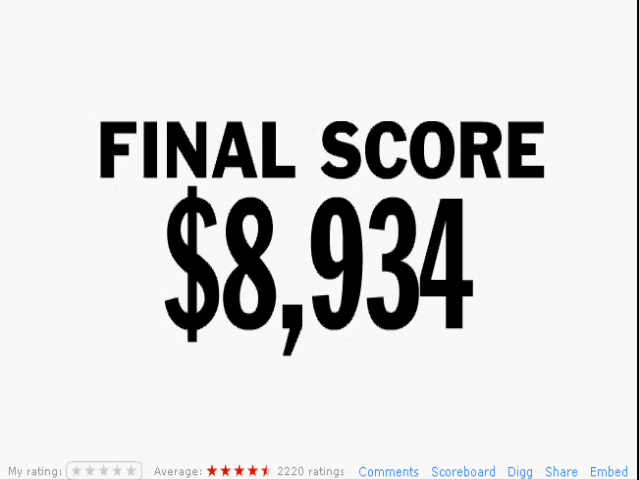 FINAL SCORE
$8,934
My rating: Average: 2220 ratings Comments Scoreboard Digg Share Embed